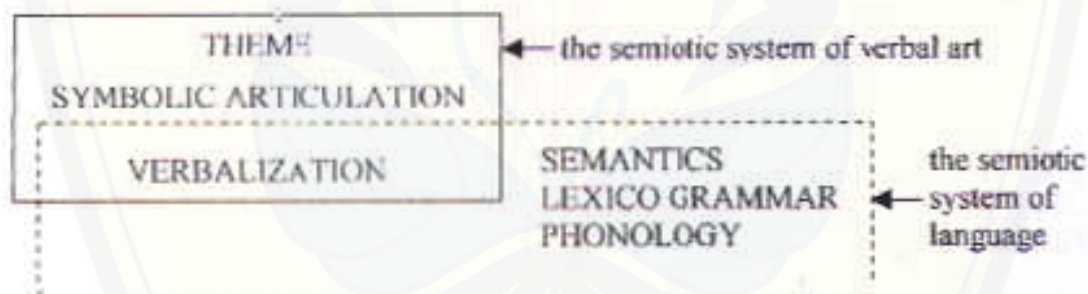 THEME
the semiotic system of verbal art
SYMBOLIC ARTICULATION
VERBALIZATION
SEMANTICS
LEXICO GRAMMAR
PHONOLOGY
the semiotic
system of
language